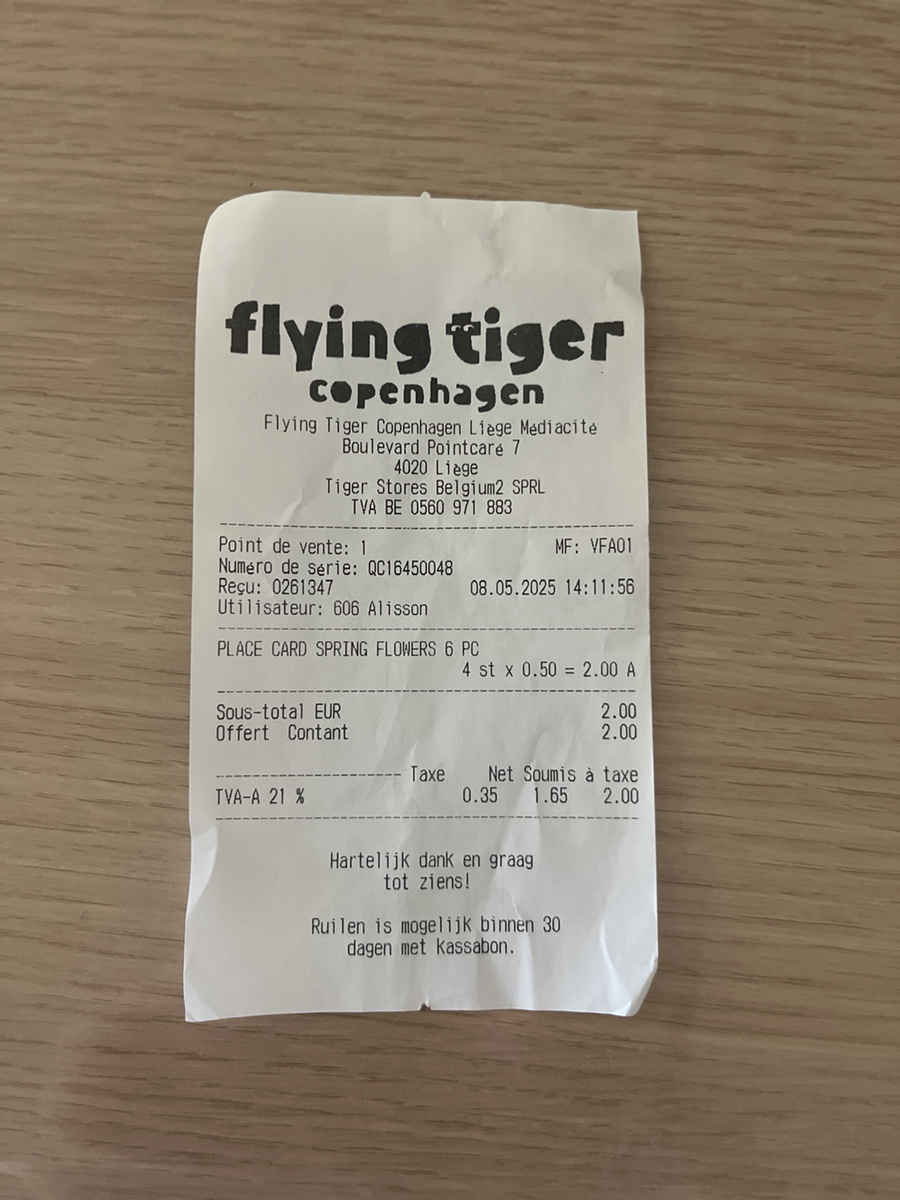 flying tiger
copenhagen
Flying Tiger Copenhagen Liège Médiacité
Boulevard Pointcaré 7
4020 Liège
Tiger Stores Belgium2 SPRL
TVA BE 0560 971 883
Point de vente: 1 MF: VFA01
Numéro de série: QC16450048
Reçu: 0261347 08.05.2025 14:11:56
Utilisateur: 606 Alisson
PLACE CARD SPRING FLOWERS 6 PC
4 st x 0.50 = 2.00 A
Sous-total EUR 2.00
Offert Contant 2.00
-------------------- Taxe Net Soumis à taxe
TVA-A 21 % 0.35 1.65 2.00
Hartelijk dank en graag
tot ziens!
Ruilen is mogelijk binnen 30
dagen met Kassabon.